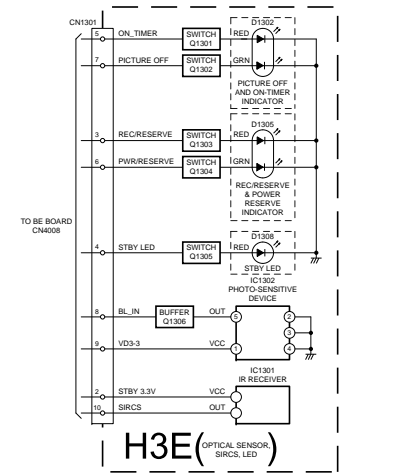 CN1301
5 ON_TIMER SWITCH Q1301 RED D1302
7 PICTURE OFF SWITCH Q1302 GRN
PICTURE OFF
AND ON-TIMER
INDICATOR
D1305
3 REC/RESERVE SWITCH Q1303 RED
6 PWR/RESERVE SWITCH Q1304 GRN
REC/RESERVE
& POWER
RESERVE
INDICATOR
TO BE BOARD
CN4008
D1308
4 STBY LED SWITCH Q1305 RED
STBY LED
IC1302
PHOTO-SENSITIVE
DEVICE
8 BL_IN BUFFER Q1306 OUT 5 2
3
9 VD3-3 VCC 1 4
IC1301
IR RECEIVER
2 STBY 3.3V VCC
10 SIRCS OUT
H3E( OPTICAL SENSOR, SIRCS, LED )